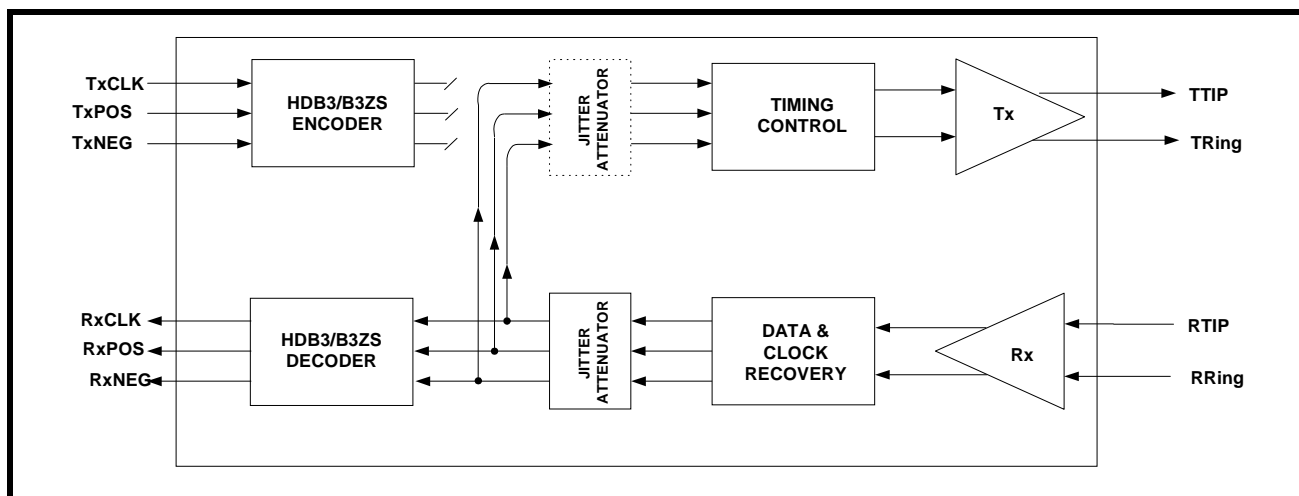 TxCLK
TxPOS
TxNEG
HDB3/B3ZS
ENCODER
JITTER
ATTENUATOR
TIMING
CONTROL
Tx
TTIP
TRing
RxCLK
RxPOS
RxNEG
HDB3/B3ZS
DECODER
JITTER
ATTENUATOR
DATA &
CLOCK
RECOVERY
Rx
RTIP
RRing